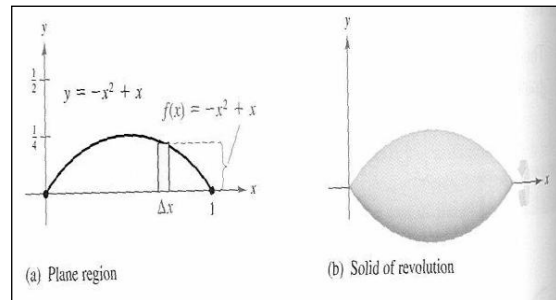 y
1/2
y = −x² + x
f(x) = −x² + x
1/4
x
Δx
1
(a) Plane region
y
x
(b) Solid of revolution